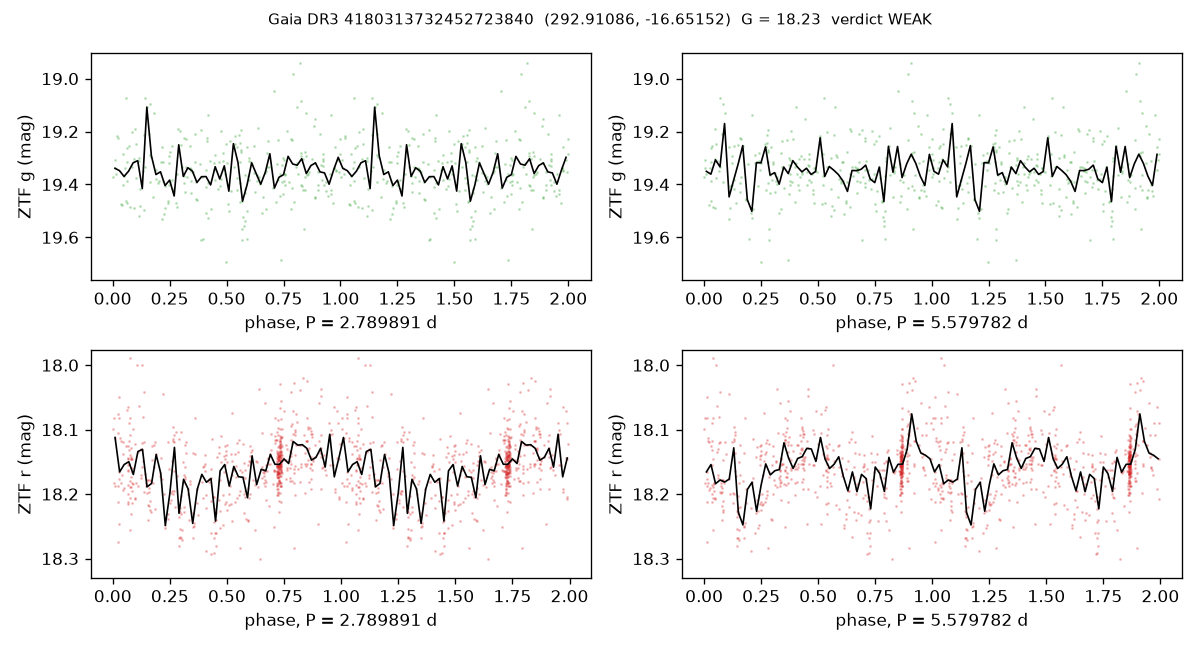 Gaia DR3 4180313732452723840 (292.91086, -16.65152) G = 18.23 verdict WEAK
ZTF g (mag)
19.0
19.2
19.4
19.6
0.00 0.25 0.50 0.75 1.00 1.25 1.50 1.75 2.00
phase, P = 2.789891 d
ZTF g (mag)
19.0
19.2
19.4
19.6
0.00 0.25 0.50 0.75 1.00 1.25 1.50 1.75 2.00
phase, P = 5.579782 d
ZTF r (mag)
18.0
18.1
18.2
18.3
0.00 0.25 0.50 0.75 1.00 1.25 1.50 1.75 2.00
phase, P = 2.789891 d
ZTF r (mag)
18.0
18.1
18.2
18.3
0.00 0.25 0.50 0.75 1.00 1.25 1.50 1.75 2.00
phase, P = 5.579782 d